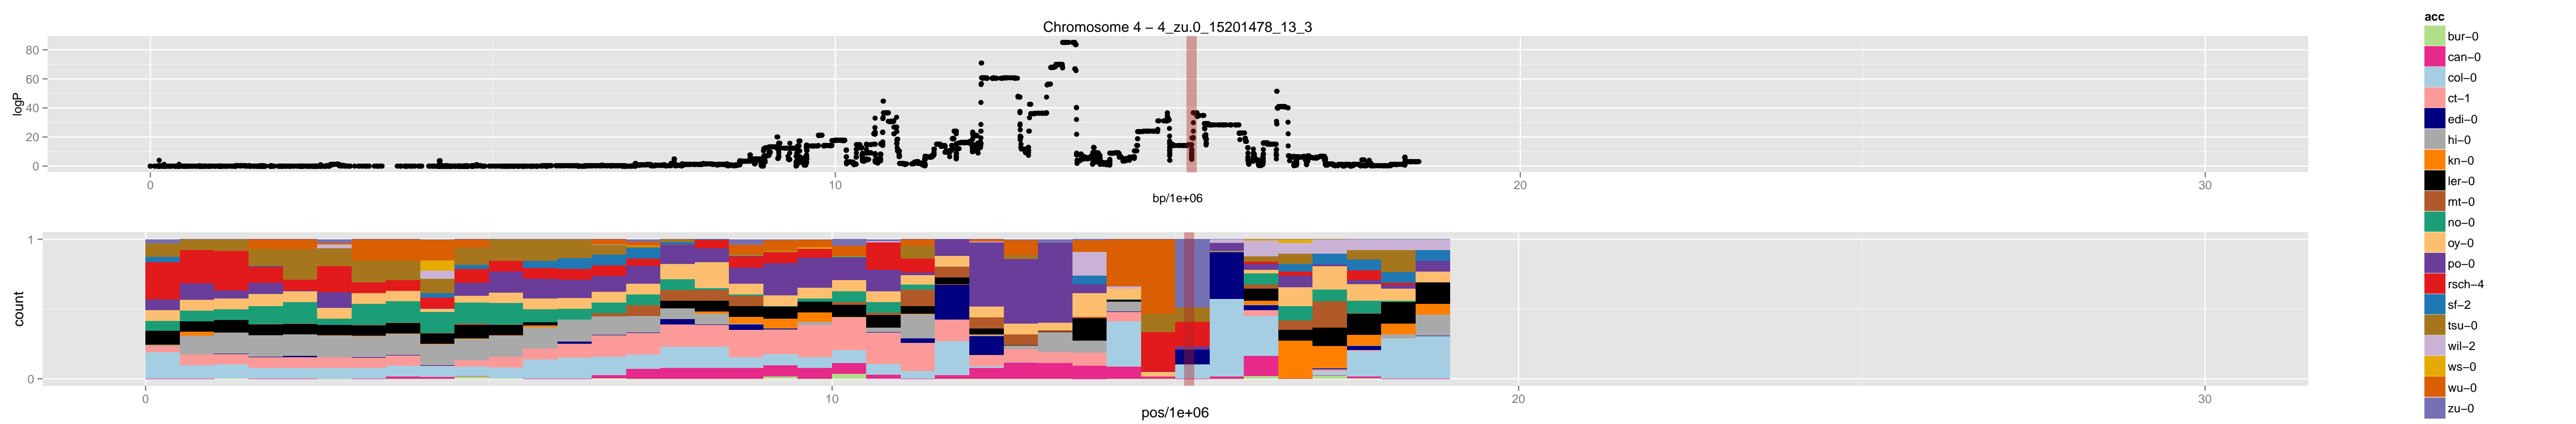 Chromosome 4 − 4_zu.0_15201478_13_3
logP
80
60
40
20
0
0 10 20 30
bp/1e+06
count
1
0
0 10 20 30
pos/1e+06
acc
bur−0
can−0
col−0
ct−1
edi−0
hi−0
kn−0
ler−0
mt−0
no−0
oy−0
po−0
rsch−4
sf−2
tsu−0
wil−2
ws−0
wu−0
zu−0